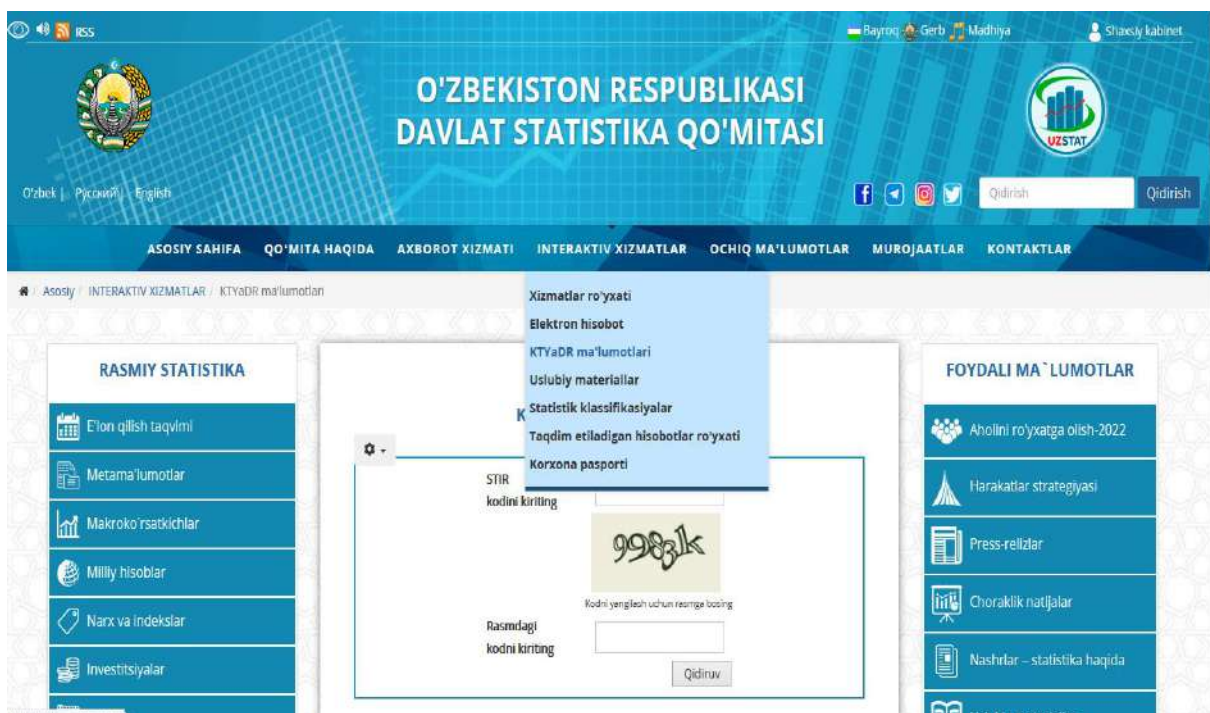 RSS
Bayroq Gerb Madhiya
Shaxsiy kabinet
O'ZBEKISTON RESPUBLIKASI
DAVLAT STATISTIKA QO'MITASI
UZSTAT
O'zbek | Русский | English
Qidirish
Qidirish
ASOSIY SAHIFA QO'MITA HAQIDA AXBOROT XIZMATI INTERAKTIV XIZMATLAR OCHIQ MA'LUMOTLAR MUROJAATLAR KONTAKTLAR
/ Asosiy / INTERAKTIV XIZMATLAR / KTYaDR ma'lumotlari
Xizmatlar ro'yxati
Elektron hisobot
KTYaDR ma'lumotlari
Uslubiy materiallar
Statistik klassifikasiyalar
Taqdim etiladigan hisobotlar ro'yxati
Korxona pasporti
RASMIY STATISTIKA
E'lon qilish taqvimi
Metama'lumotlar
Makroko'rsatkichlar
Milliy hisoblar
Narx va indekslar
Investitsiyalar
K
STIR
kodini kiriting
9983k
Kodni yangilash uchun rasmga bosing
Rasmdagi
kodni kiriting
Qidiruv
FOYDALI MA`LUMOTLAR
Aholini ro'yxatga olish-2022
Harakatlar strategiyasi
Press-relizlar
Choraklik natijalar
Nashrlar – statistika haqida